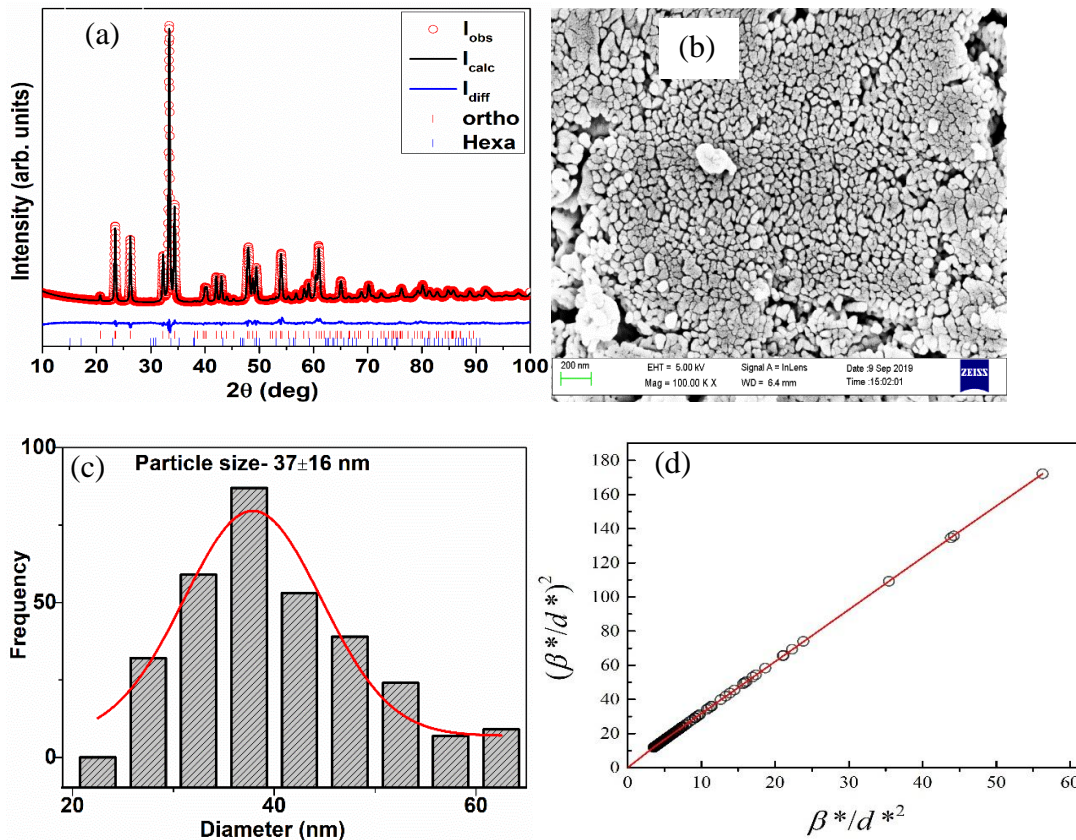 (a)
I_obs
I_calc
I_diff
ortho
Hexa
Intensity (arb. units)
10 20 30 40 50 60 70 80 90 100
2θ (deg)
(b)
200 nm
EHT = 5.00 kV
Signal A = InLens
Date :9 Sep 2019
Mag = 100.00 K X
WD = 6.4 mm
Time :15:02:01
ZEISS
(c)
Particle size- 37±16 nm
Frequency
100
50
0
20 40 60
Diameter (nm)
(d)
(β*/d*)²
180
160
140
120
100
80
60
40
20
0
0 10 20 30 40 50 60
β*/d*²